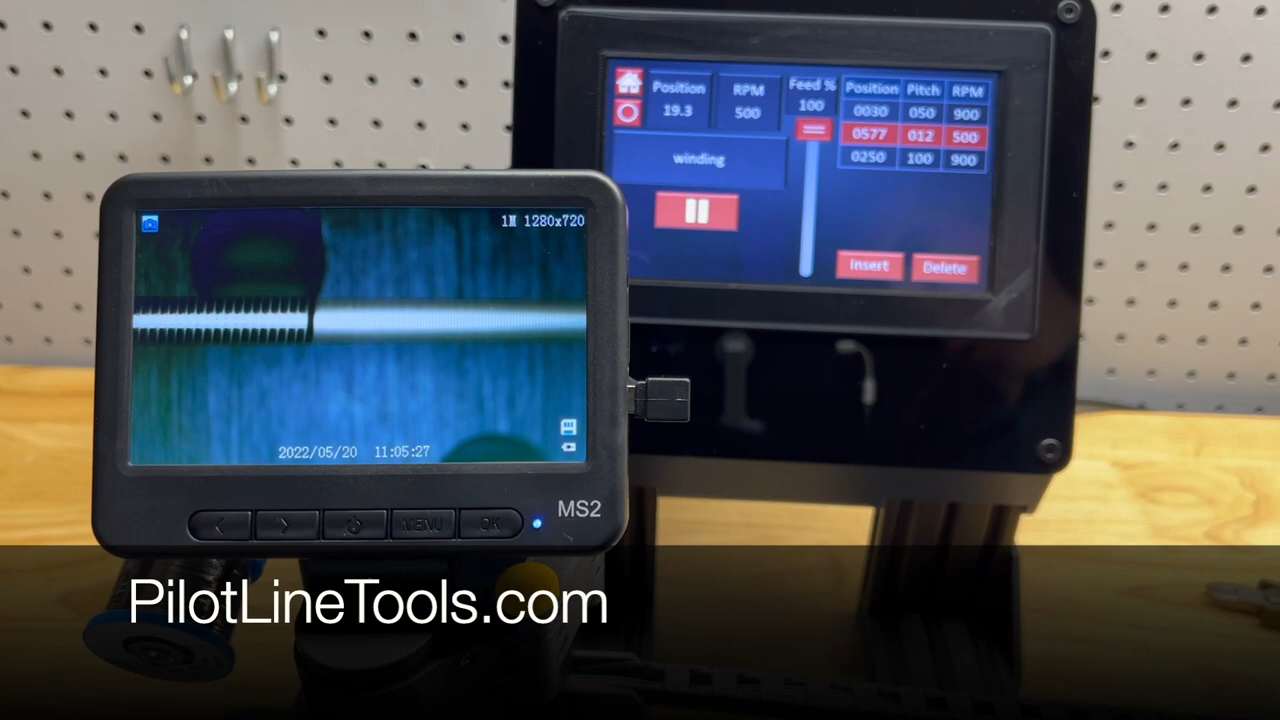 Position RPM Feed % Position Pitch RPM
19.3 500 100 0030 050 900
0577 012 500
winding 0250 100 900
Insert Delete
1M 1280x720
2022/05/20 11:05:27
MENU OK
MS2
PilotLineTools.com